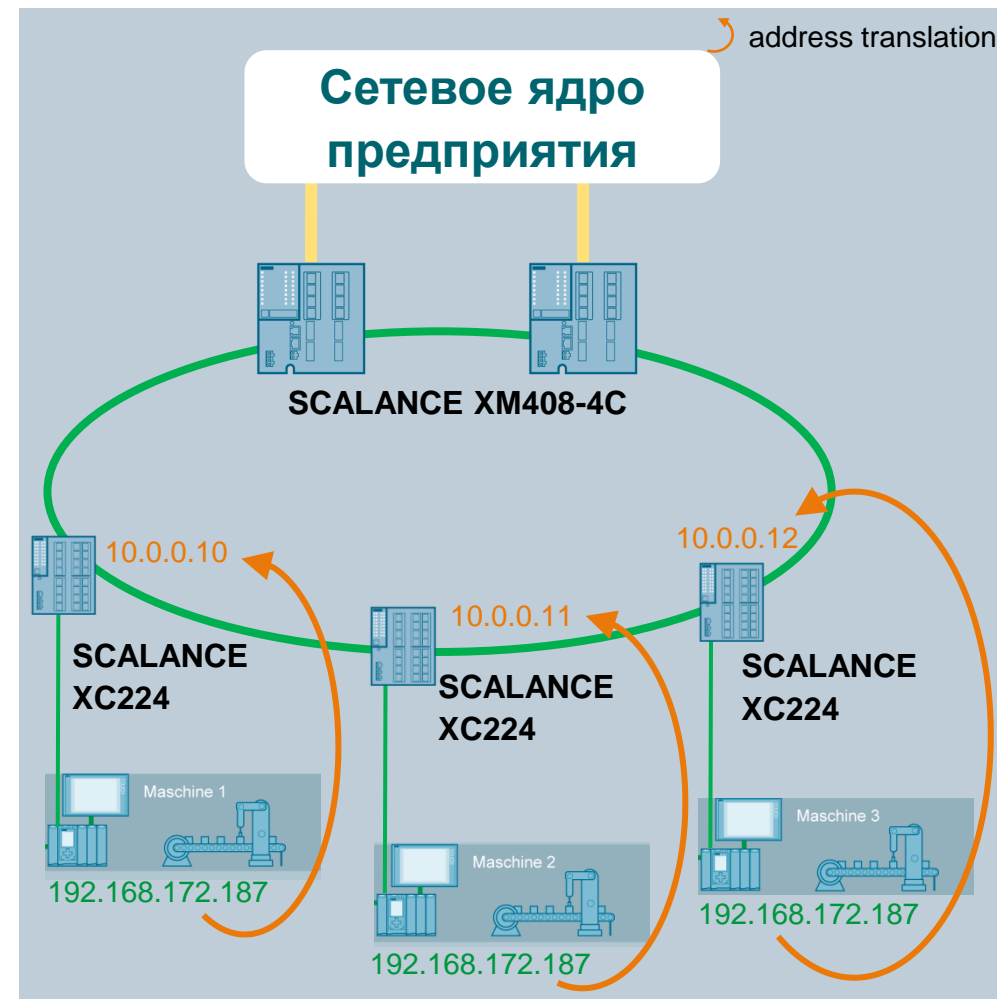 address translation
Сетевое ядро
предприятия
SCALANCE XM408-4C
10.0.0.10
10.0.0.11
10.0.0.12
SCALANCE
XC224
SCALANCE
XC224
SCALANCE
XC224
Maschine 1
Maschine 2
Maschine 3
192.168.172.187
192.168.172.187
192.168.172.187